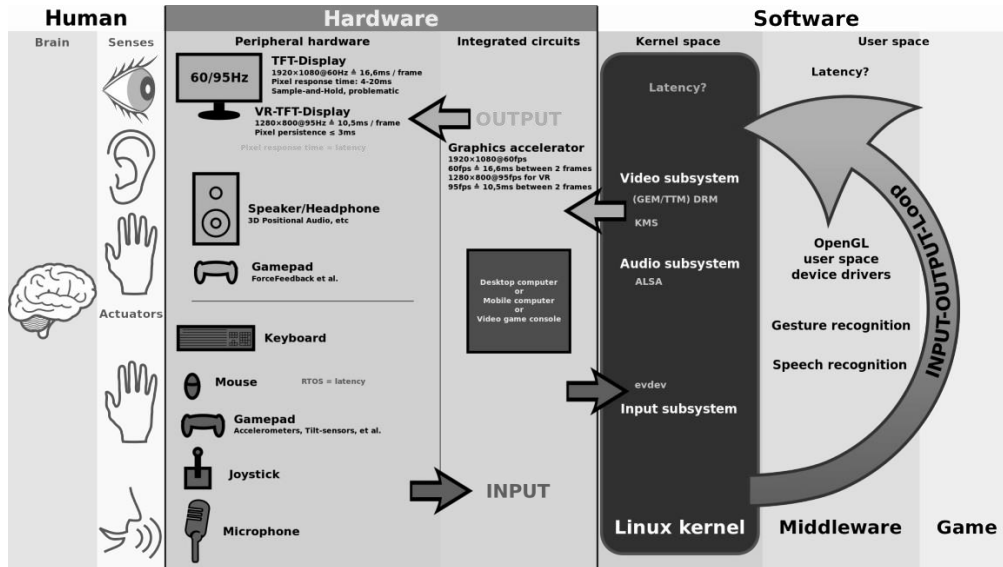 Human
Hardware
Software
Brain
Senses
Peripheral hardware
Integrated circuits
Kernel space
User space
60/95Hz
TFT-Display
1920×1080@60Hz ≙ 16,6ms / frame
Pixel response time: 4-20ms
Sample-and-Hold, problematic
VR-TFT-Display
1280×800@95Hz ≙ 10,5ms / frame
Pixel persistence ≤ 3ms
Pixel response time = latency
OUTPUT
Graphics accelerator
1920×1080@60fps
60fps ≙ 16,6ms between 2 frames
1280×800@95fps for VR
95fps ≙ 10,5ms between 2 frames
Latency?
Latency?
Video subsystem
(GEM/TTM) DRM
KMS
Audio subsystem
ALSA
Speaker/Headphone
3D Positional Audio, etc
Gamepad
ForceFeedback et al.
Desktop computer
or
Mobile computer
or
Video game console
OpenGL
user space
device drivers
Gesture recognition
Speech recognition
INPUT-OUTPUT-Loop
Actuators
Keyboard
Mouse
RTOS = latency
Gamepad
Accelerometers, Tilt-sensors, et al.
Joystick
Microphone
INPUT
evdev
Input subsystem
Linux kernel
Middleware
Game